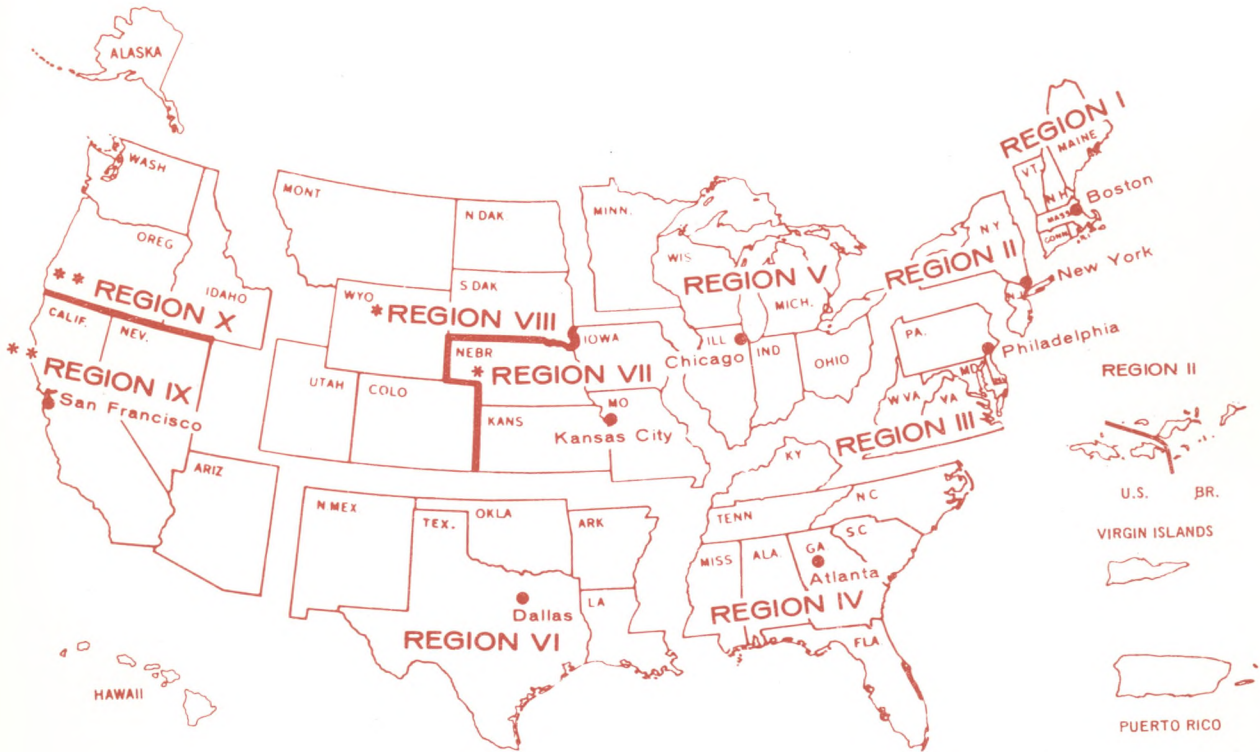 ALASKA
REGION I
MAINE
VT.
N H
MASS
CONN
R.I.
Boston
WASH
MONT
N DAK
MINN.
OREG
IDAHO
** REGION X
WYO
S DAK
* REGION VIII
WIS
REGION V
MICH.
NY
REGION II
New York
N.J.
CALIF.
NEV.
** REGION IX
San Francisco
UTAH
COLO
NEBR
* REGION VII
IOWA
ILL
Chicago
IND
OHIO
PA.
Philadelphia
MD
W VA
VA
REGION III
KANS
MO
Kansas City
KY
REGION II
U.S. BR.
VIRGIN ISLANDS
ARIZ
N MEX
TEX.
OKLA
ARK
TENN
N C
S C
MISS
ALA.
GA
Atlanta
REGION IV
LA
Dallas
REGION VI
FLA
HAWAII
PUERTO RICO